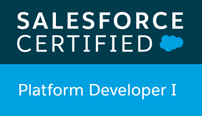 SALESFORCE
CERTIFIED
Platform Developer I